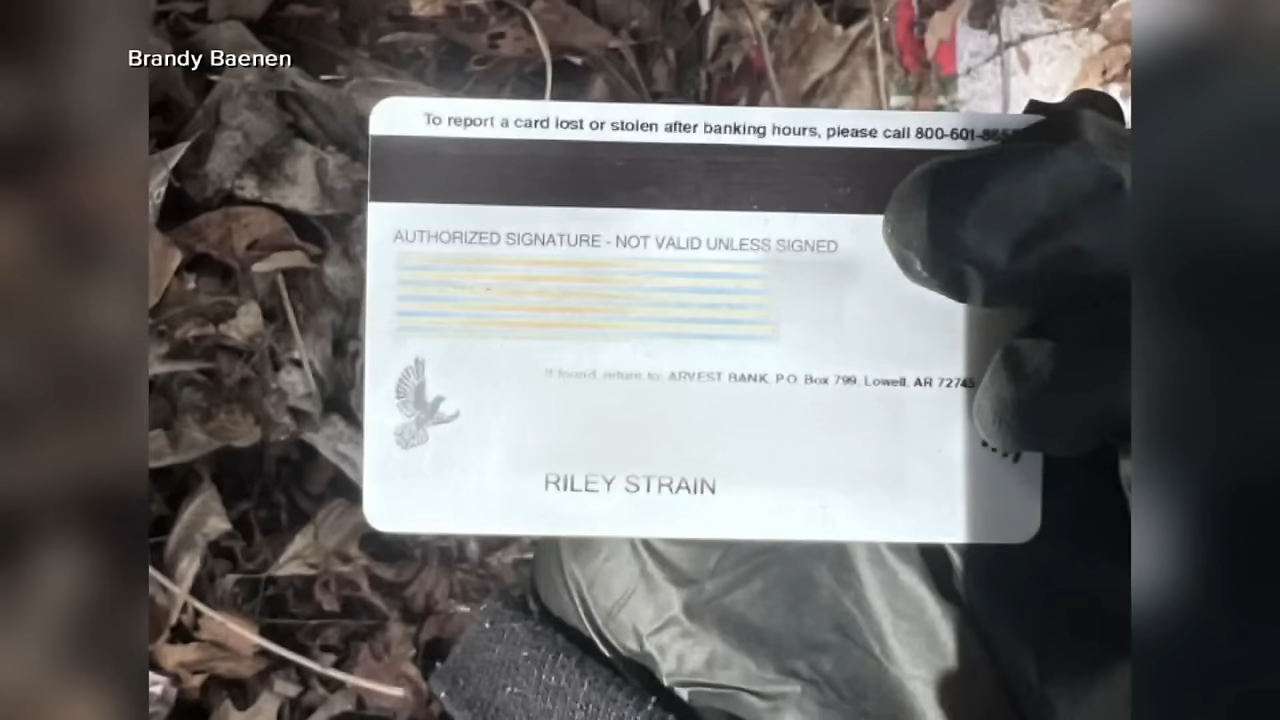 Brandy Baenen
To report a card lost or stolen after banking hours, please call 800-601-
AUTHORIZED SIGNATURE - NOT VALID UNLESS SIGNED
If found, return to: ARVEST BANK, P.O. Box 799, Lowell, AR 72745
RILEY STRAIN